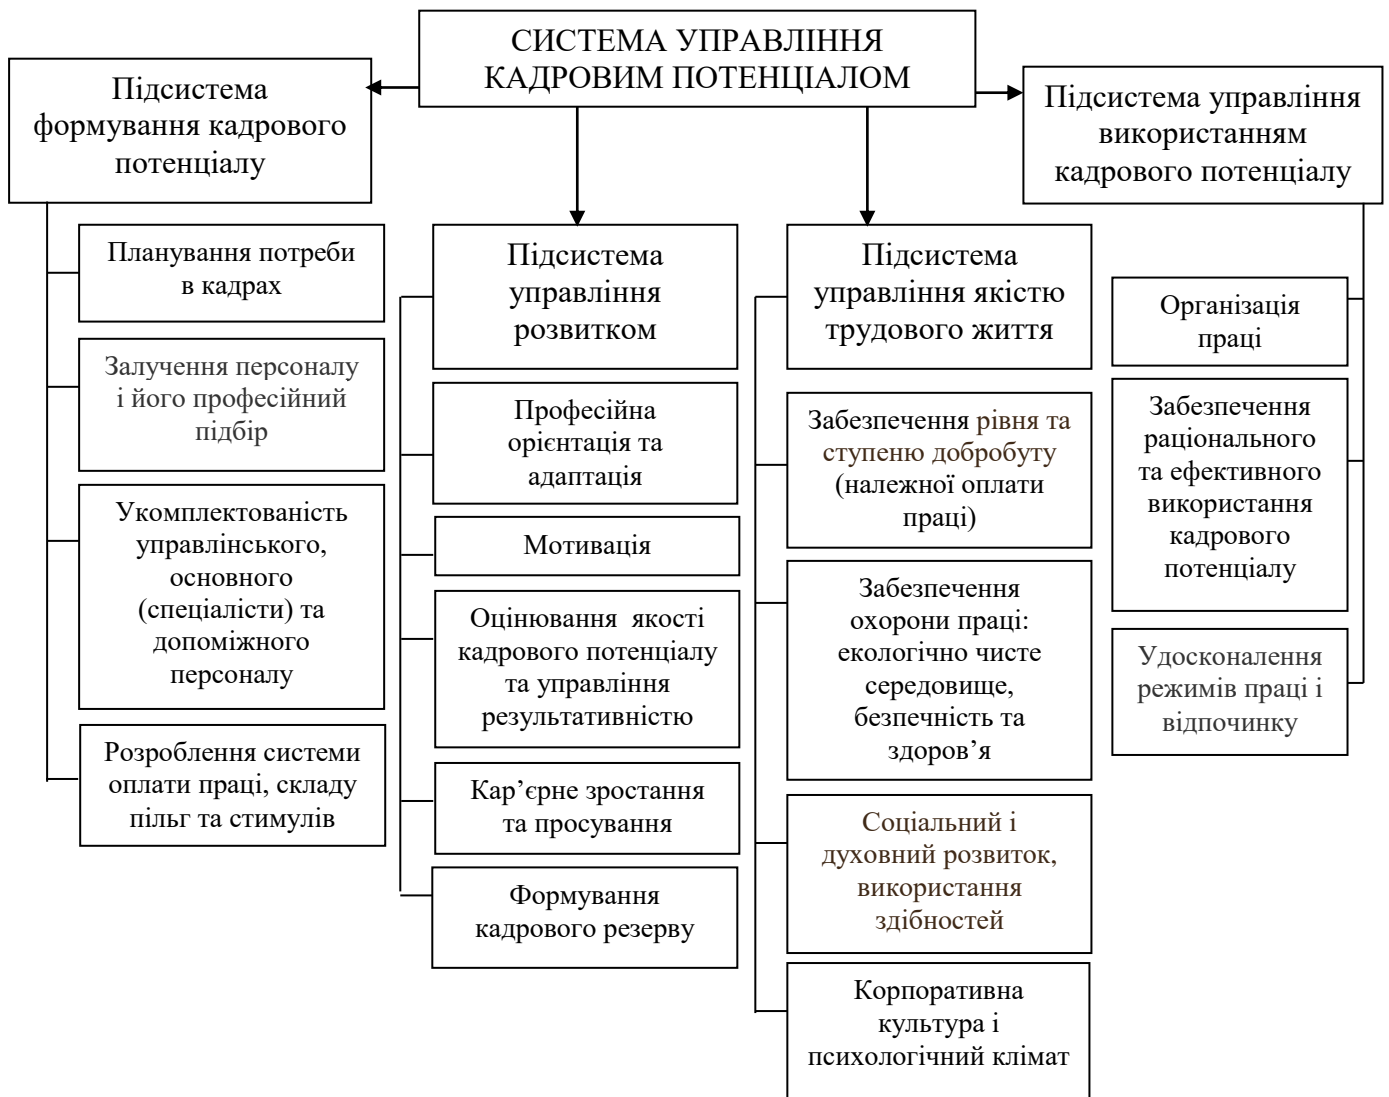 СИСТЕМА УПРАВЛІННЯ
КАДРОВИМ ПОТЕНЦІАЛОМ
Підсистема
формування кадрового
потенціалу
Підсистема управління
використанням
кадрового потенціалу
Планування потреби
в кадрах
Залучення персоналу
і його професійний
підбір
Укомплектованість
управлінського,
основного
(спеціалісти) та
допоміжного
персоналу
Розроблення системи
оплати праці, складу
пільг та стимулів
Підсистема
управління
розвитком
Професійна
орієнтація та
адаптація
Мотивація
Оцінювання якості
кадрового потенціалу
та управління
результативністю
Кар’єрне зростання
та просування
Формування
кадрового резерву
Підсистема
управління якістю
трудового життя
Забезпечення рівня та
ступеню добробуту
(належної оплати
праці)
Забезпечення
охорони праці:
екологічно чисте
середовище,
безпечність та
здоров’я
Соціальний і
духовний розвиток,
використання
здібностей
Корпоративна
культура і
психологічний клімат
Організація
праці
Забезпечення
раціонального
та ефективного
використання
кадрового
потенціалу
Удосконалення
режимів праці і
відпочинку